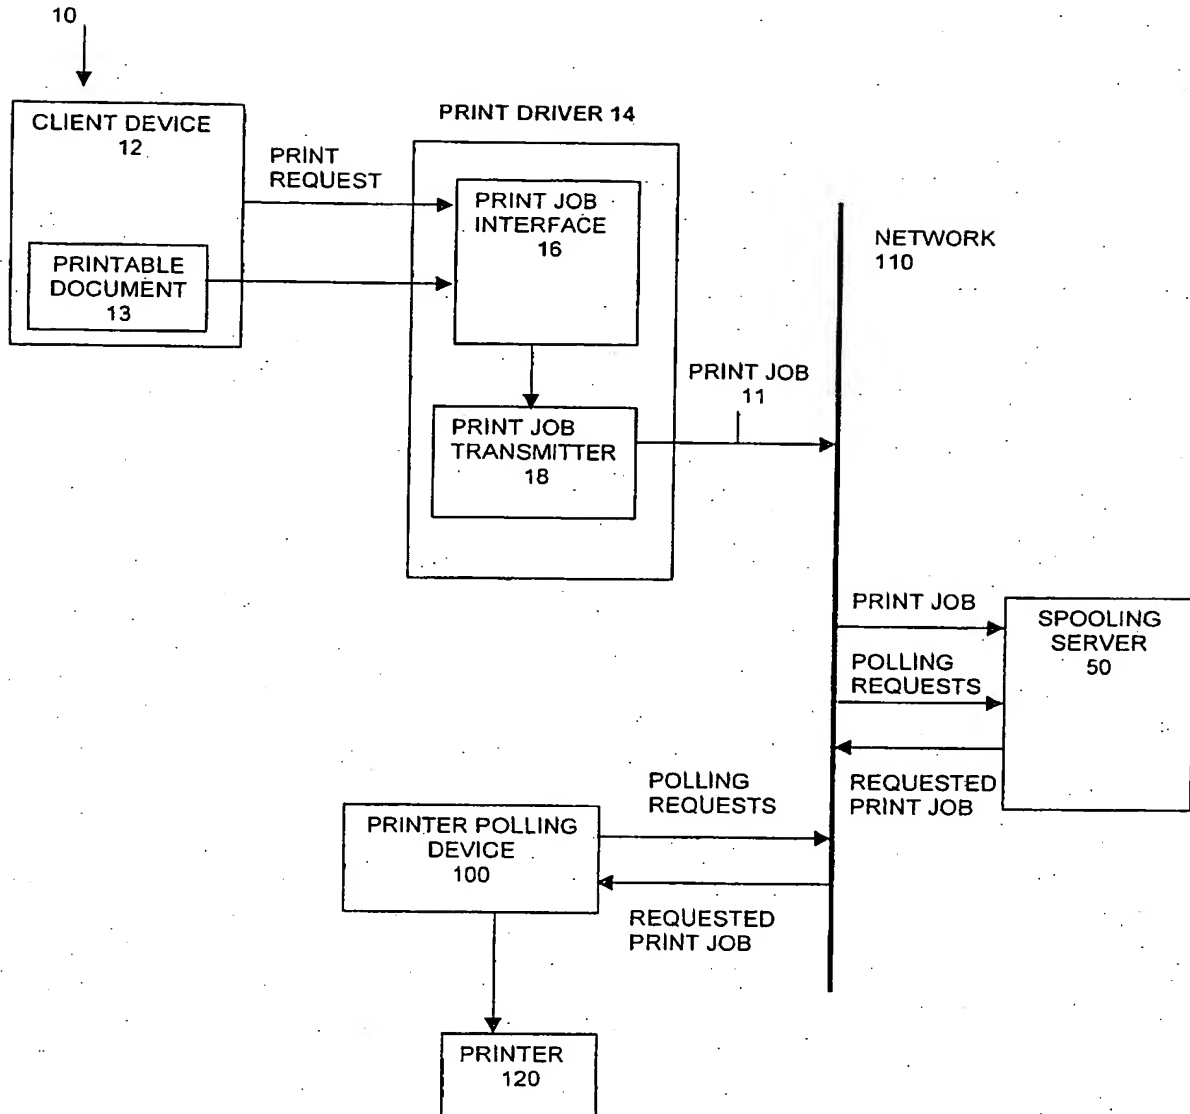 10
CLIENT DEVICE
12
PRINT DRIVER 14
PRINT
REQUEST
PRINT JOB
INTERFACE
16
PRINTABLE
DOCUMENT
13
NETWORK
110
PRINT JOB
11
PRINT JOB
TRANSMITTER
18
PRINT JOB
POLLING
REQUESTS
SPOOLING
SERVER
50
REQUESTED
PRINT JOB
POLLING
REQUESTS
PRINTER POLLING
DEVICE
100
REQUESTED
PRINT JOB
PRINTER
120